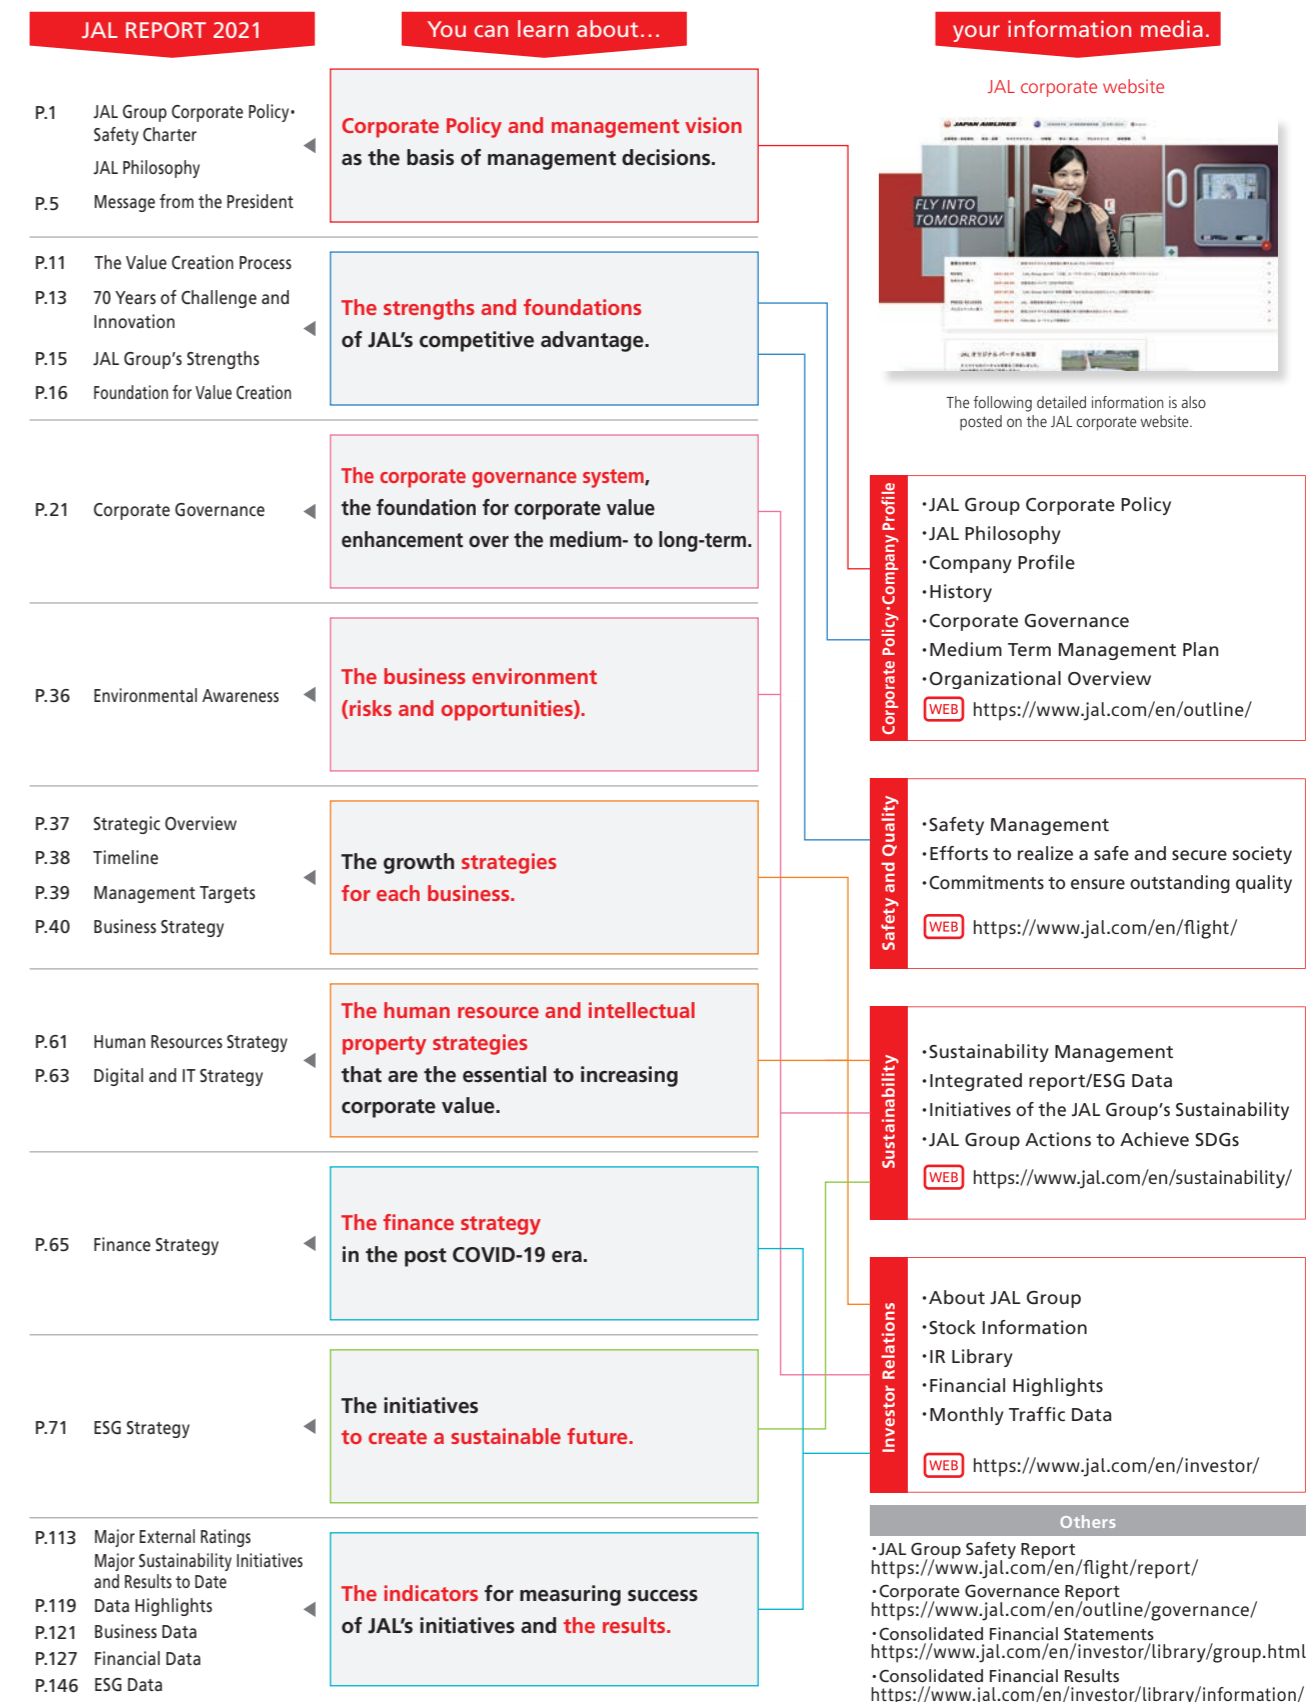 JAL REPORT 2021
You can learn about...
your information media.
P.1 JAL Group Corporate Policy・
Safety Charter
JAL Philosophy
P.5 Message from the President
Corporate Policy and management vision
as the basis of management decisions.
P.11 The Value Creation Process
P.13 70 Years of Challenge and
Innovation
P.15 JAL Group's Strengths
P.16 Foundation for Value Creation
The strengths and foundations
of JAL's competitive advantage.
P.21 Corporate Governance
The corporate governance system,
the foundation for corporate value
enhancement over the medium- to long-term.
P.36 Environmental Awareness
The business environment
(risks and opportunities).
P.37 Strategic Overview
P.38 Timeline
P.39 Management Targets
P.40 Business Strategy
The growth strategies
for each business.
P.61 Human Resources Strategy
P.63 Digital and IT Strategy
The human resource and intellectual
property strategies
that are the essential to increasing
corporate value.
P.65 Finance Strategy
The finance strategy
in the post COVID-19 era.
P.71 ESG Strategy
The initiatives
to create a sustainable future.
P.113 Major External Ratings
Major Sustainability Initiatives
and Results to Date
P.119 Data Highlights
P.121 Business Data
P.127 Financial Data
P.146 ESG Data
The indicators for measuring success
of JAL's initiatives and the results.
JAL corporate website
JAPAN AIRLINES
FLY INTO
TOMORROW
JAL オリジナル バーチャル背景
The following detailed information is also
posted on the JAL corporate website.
Corporate Policy・Company Profile
・JAL Group Corporate Policy
・JAL Philosophy
・Company Profile
・History
・Corporate Governance
・Medium Term Management Plan
・Organizational Overview
WEB https://www.jal.com/en/outline/
Safety and Quality
・Safety Management
・Efforts to realize a safe and secure society
・Commitments to ensure outstanding quality
WEB https://www.jal.com/en/flight/
Sustainability
・Sustainability Management
・Integrated report/ESG Data
・Initiatives of the JAL Group's Sustainability
・JAL Group Actions to Achieve SDGs
WEB https://www.jal.com/en/sustainability/
Investor Relations
・About JAL Group
・Stock Information
・IR Library
・Financial Highlights
・Monthly Traffic Data
WEB https://www.jal.com/en/investor/
Others
・JAL Group Safety Report
https://www.jal.com/en/flight/report/
・Corporate Governance Report
https://www.jal.com/en/outline/governance/
・Consolidated Financial Statements
https://www.jal.com/en/investor/library/group.html
・Consolidated Financial Results
https://www.jal.com/en/investor/library/information/